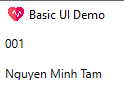 Basic UI Demo
001
Nguyen Minh Tam